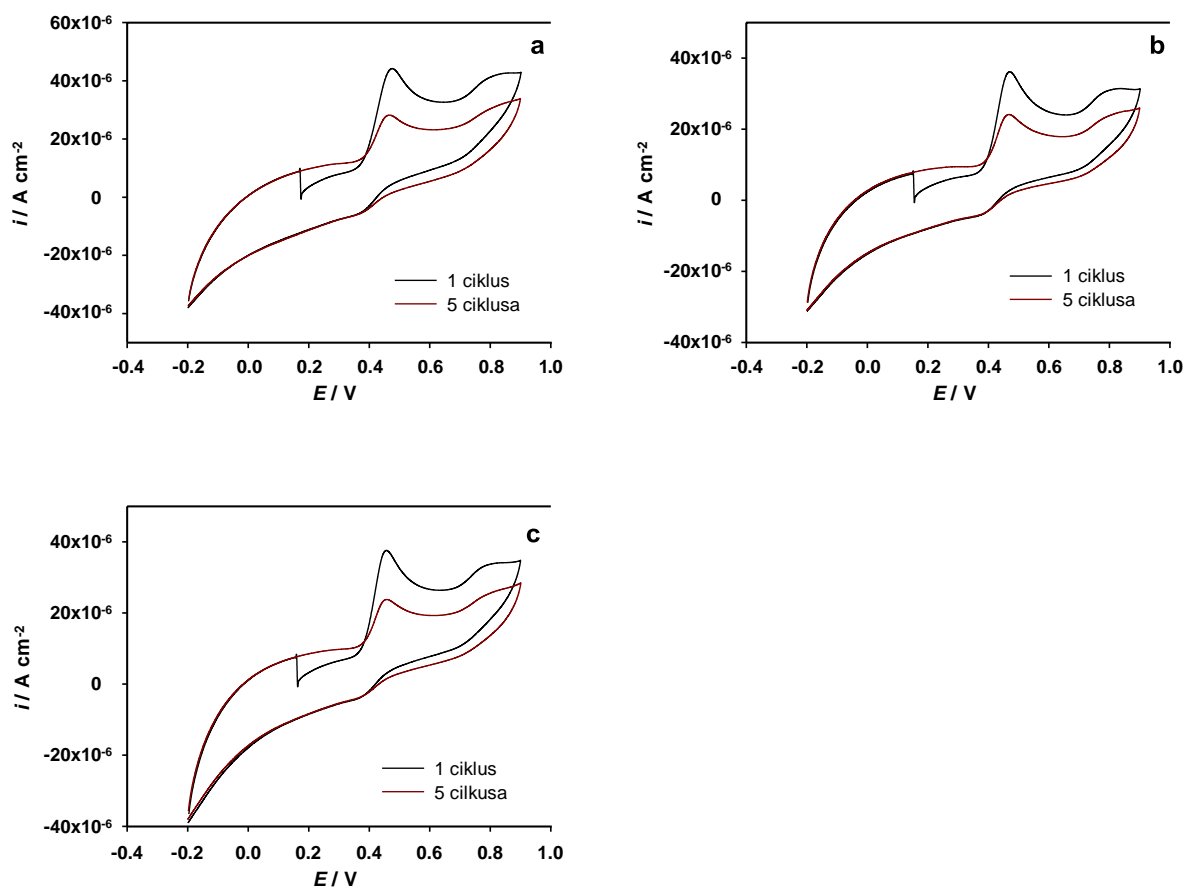 a
60x10-6
40x10-6
20x10-6
0
-20x10-6
-40x10-6
i / A cm-2
1 ciklus
5 ciklusa
-0.4 -0.2 0.0 0.2 0.4 0.6 0.8 1.0
E / V
b
40x10-6
20x10-6
0
-20x10-6
-40x10-6
i / A cm-2
1 ciklus
5 ciklusa
-0.4 -0.2 0.0 0.2 0.4 0.6 0.8 1.0
E / V
c
40x10-6
20x10-6
0
-20x10-6
-40x10-6
i / A cm-2
1 ciklus
5 cilkusa
-0.4 -0.2 0.0 0.2 0.4 0.6 0.8 1.0
E / V